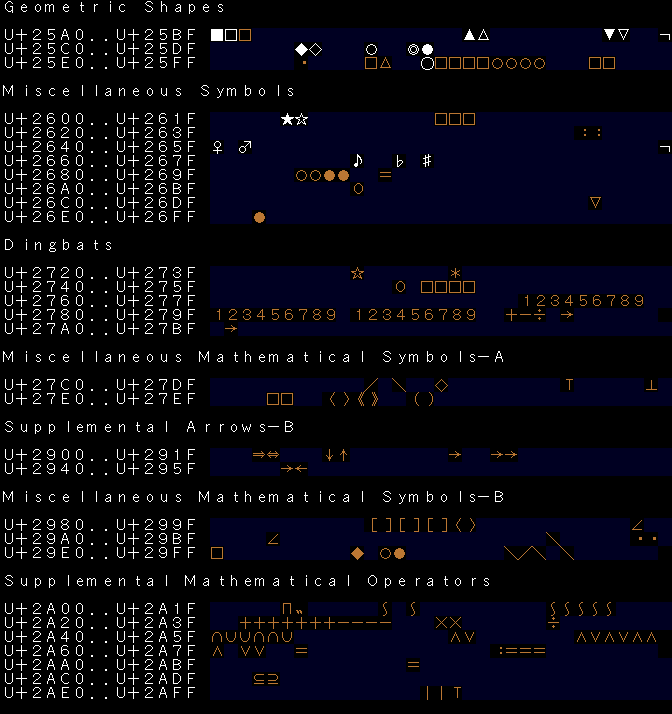 Geometric Shapes
U+25A0..U+25BF ■□□ ▲△ ▼▽ ¬
U+25C0..U+25DF ◆◇ ○ ◎●
U+25E0..U+25FF · □△ ○□□□□○○○○ □□
Miscellaneous Symbols
U+2600..U+261F ★☆ □□□
U+2620..U+263F ::
U+2640..U+265F ♀ ♂ ¬
U+2660..U+267F ♪ ♭ ♯
U+2680..U+269F ○○●● =
U+26A0..U+26BF ○
U+26C0..U+26DF ▽
U+26E0..U+26FF ●
Dingbats
U+2720..U+273F ☆ *
U+2740..U+275F ○ □□□□
U+2760..U+277F 123456789
U+2780..U+279F 123456789 123456789 +−÷ →
U+27A0..U+27BF →
Miscellaneous Mathematical Symbols−A
U+27C0..U+27DF ⟋ \ ◇ ⊤ ⊥
U+27E0..U+27EF □□ 〈〉《》 ()
Supplemental Arrows−B
U+2900..U+291F ⇒⇔ ↓↑ → →→
U+2940..U+295F →←
Miscellaneous Mathematical Symbols−B
U+2980..U+299F [][][]〈〉 ∠
U+29A0..U+29BF ∠ \ ··
U+29E0..U+29FF □ ◆ ○● \/\ \
Supplemental Mathematical Operators
U+2A00..U+2A1F Π„ ∫ ∫ ∫∫∫∫∫
U+2A20..U+2A3F +++++++−−−− ×× ÷
U+2A40..U+2A5F ∩∪∪∩∩∪ ∧∨ ∧∨∧∨∧∧
U+2A60..U+2A7F ∧ ∨∨ = :===
U+2AA0..U+2ABF =
U+2AC0..U+2ADF ⊆⊇
U+2AE0..U+2AFF ||⊤